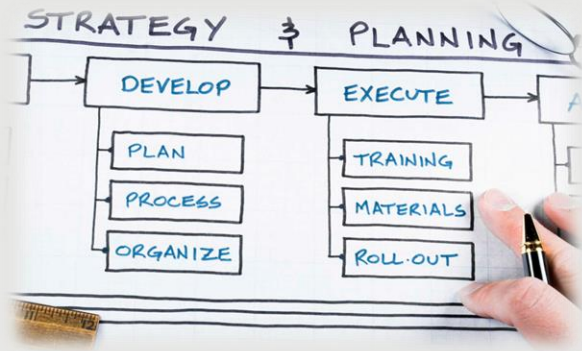 STRATEGY & PLANNING
DEVELOP
PLAN
PROCESS
ORGANIZE
EXECUTE
TRAINING
MATERIALS
ROLL-OUT